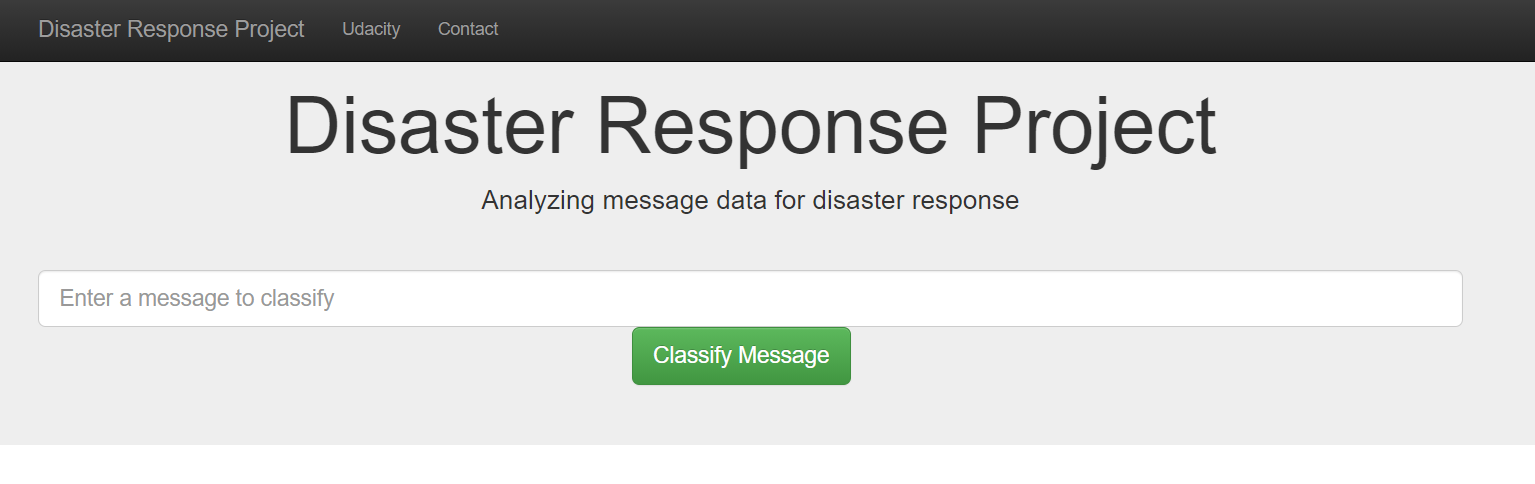 Disaster Response Project Udacity Contact
Disaster Response Project
Analyzing message data for disaster response
Enter a message to classify
Classify Message